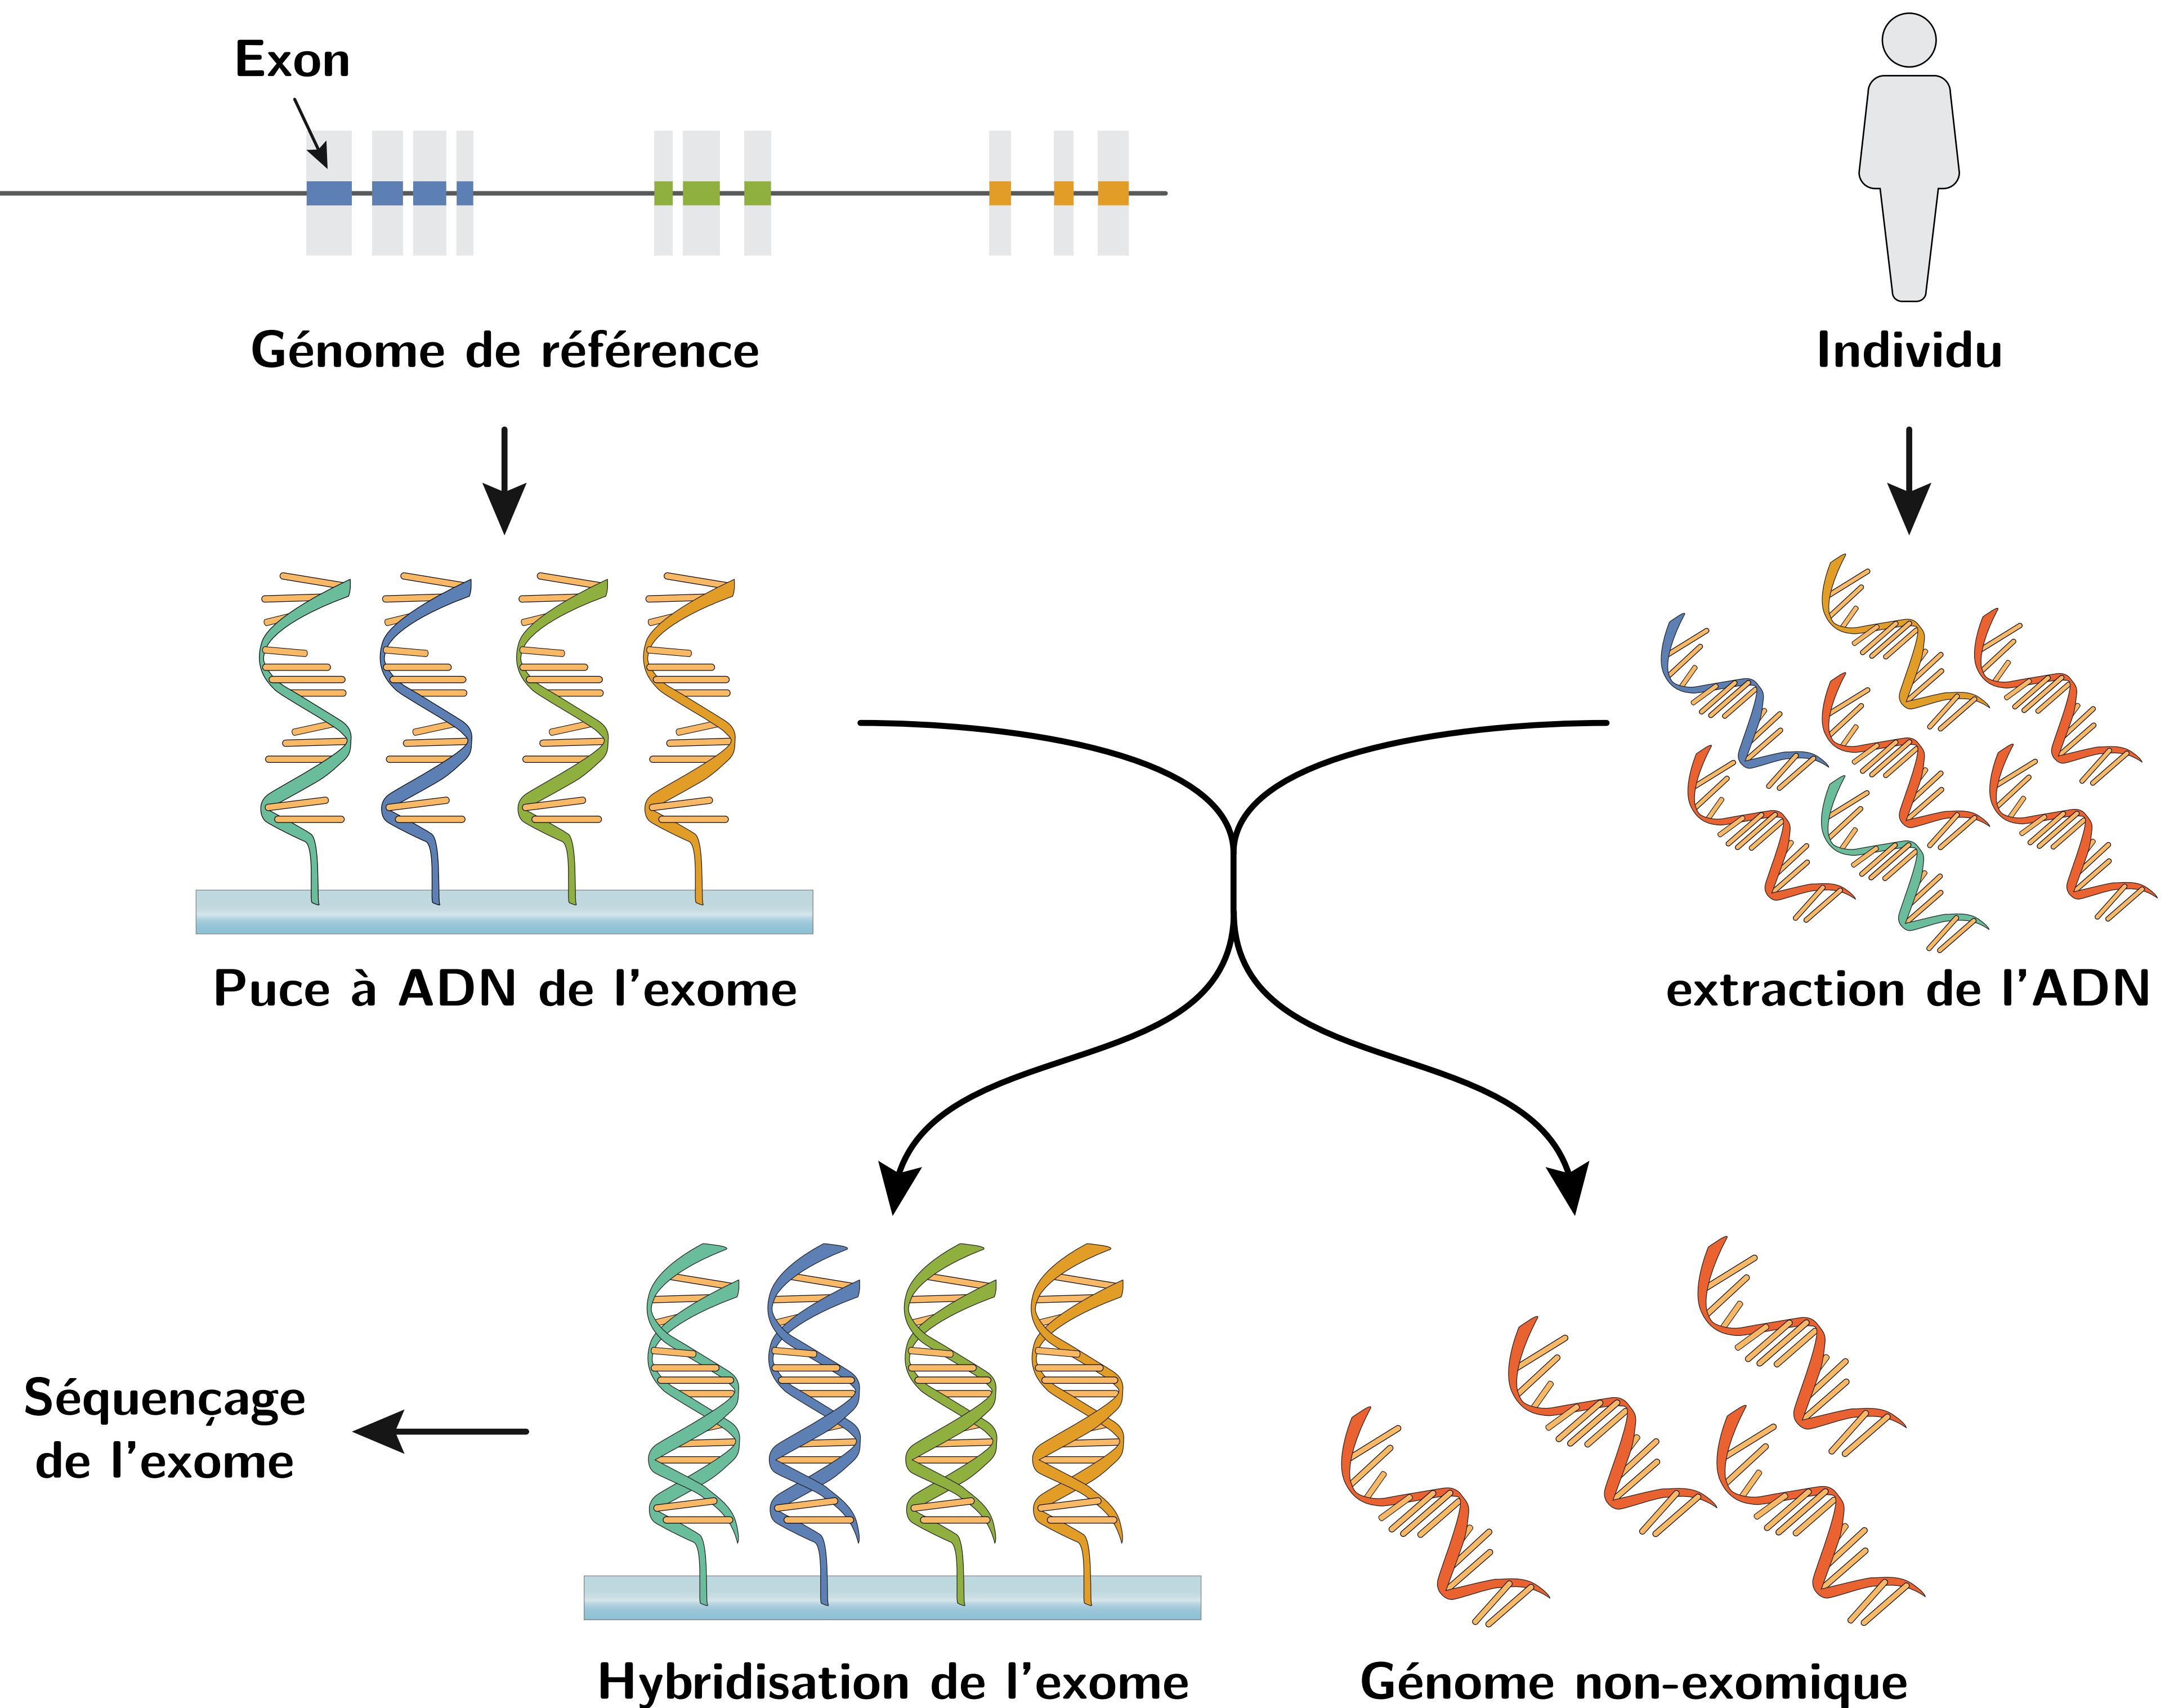 Exon
Génome de référence
Individu
Puce à ADN de l'exome
extraction de l'ADN
Séquençage
de l'exome
Hybridisation de l'exome
Génome non-exomique